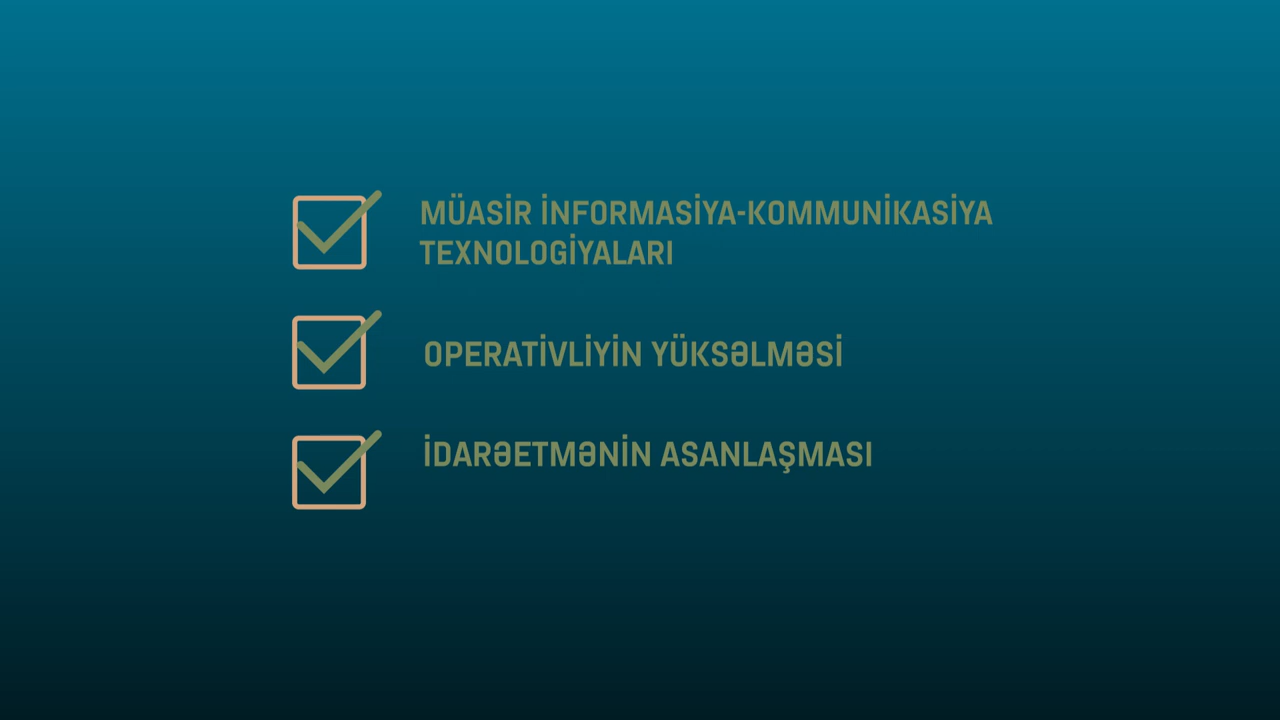 MÜASİR İNFORMASİYA-KOMMUNİKASİYA
TEXNOLOGİYALARI
OPERATİVLİYİN YÜKSƏLMƏSİ
İDARƏETMƏNİN ASANLAŞMASI